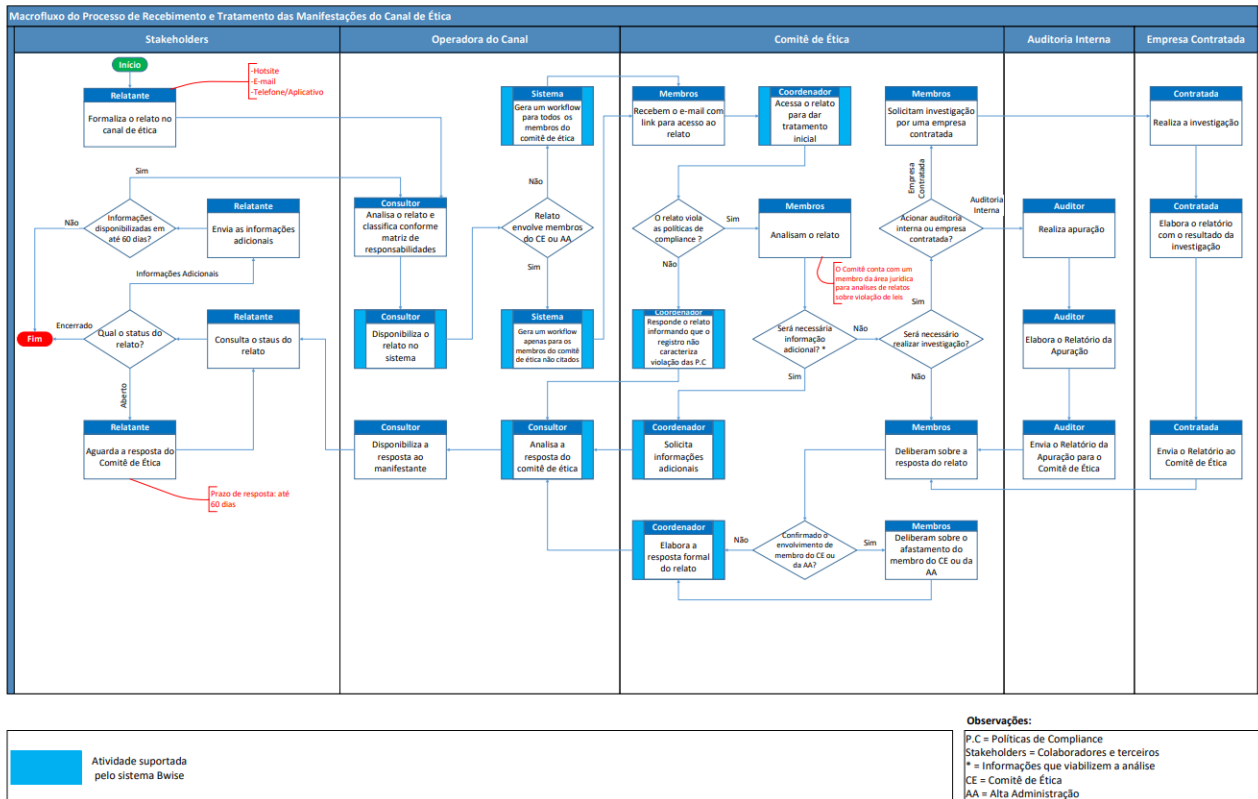 Macrofluxo do Processo de Recebimento e Tratamento das Manifestações do Canal de Ética
Stakeholders
Operadora do Canal
Comitê de Ética
Auditoria Interna
Empresa Contratada
Início
-Hotsite
-E-mail
-Telefone/Aplicativo
Relatante
Formaliza o relato no
canal de ética
Sim
Informações
disponibilizadas em
até 60 dias?
Não
Relatante
Envia as informações
adicionais
Informações Adicionais
Encerrado
Fim
Qual o status do
relato?
Relatante
Consulta o staus do
relato
Aberto
Relatante
Aguarda a resposta do
Comitê de Ética
Prazo de resposta: até
60 dias
Sistema
Gera um workflow
para todos os
membros do
comitê de ética
Não
Consultor
Analisa o relato e
classifica conforme
matriz de
responsabilidades
Relato
envolve membros
do CE ou AA?
Sim
Consultor
Disponibiliza o
relato no
sistema
Sistema
Gera um workflow
apenas para os
membros do comitê
de ética não citados
Consultor
Disponibiliza a
resposta ao
manifestante
Consultor
Analisa a
resposta do
comitê de ética
Membros
Recebem o e-mail com
link para acesso ao
relato
Coordenador
Acessa o relato
para dar
tratamento
inicial
Membros
Solicitam investigação
por uma empresa
contratada
Empresa
Contratada
O relato viola
as políticas de
compliance ?
Sim
Não
Membros
Analisam o relato
O Comitê conta com um
membro da área jurídica
para analises de relatos
sobre violação de leis
Acionar auditoria
interna ou empresa
contratada?
Auditoria
Interna
Sim
Coordenador
Responde o relato
informando que o
registro não
caracteriza
violação das P.C
Será necessária
informação
adicional? *
Não
Sim
Será necessário
realizar investigação?
Não
Coordenador
Solicita
informações
adicionais
Membros
Deliberam sobre a
resposta do relato
Coordenador
Elabora a
resposta formal
do relato
Não
Confirmado o
envolvimento de
membro do CE ou
da AA?
Sim
Membros
Deliberam sobre o
afastamento do
membro do CE ou da
AA
Auditor
Realiza apuração
Auditor
Elabora o Relatório da
Apuração
Auditor
Envia o Relatório da
Apuração para o
Comitê de Ética
Contratada
Realiza a investigação
Contratada
Elabora o relatório
com o resultado da
investigação
Contratada
Envia o Relatório ao
Comitê de Ética
Atividade suportada
pelo sistema Bwise
Observações:
P.C = Políticas de Compliance
Stakeholders = Colaboradores e terceiros
* = Informações que viabilizem a análise
CE = Comitê de Ética
AA = Alta Administração